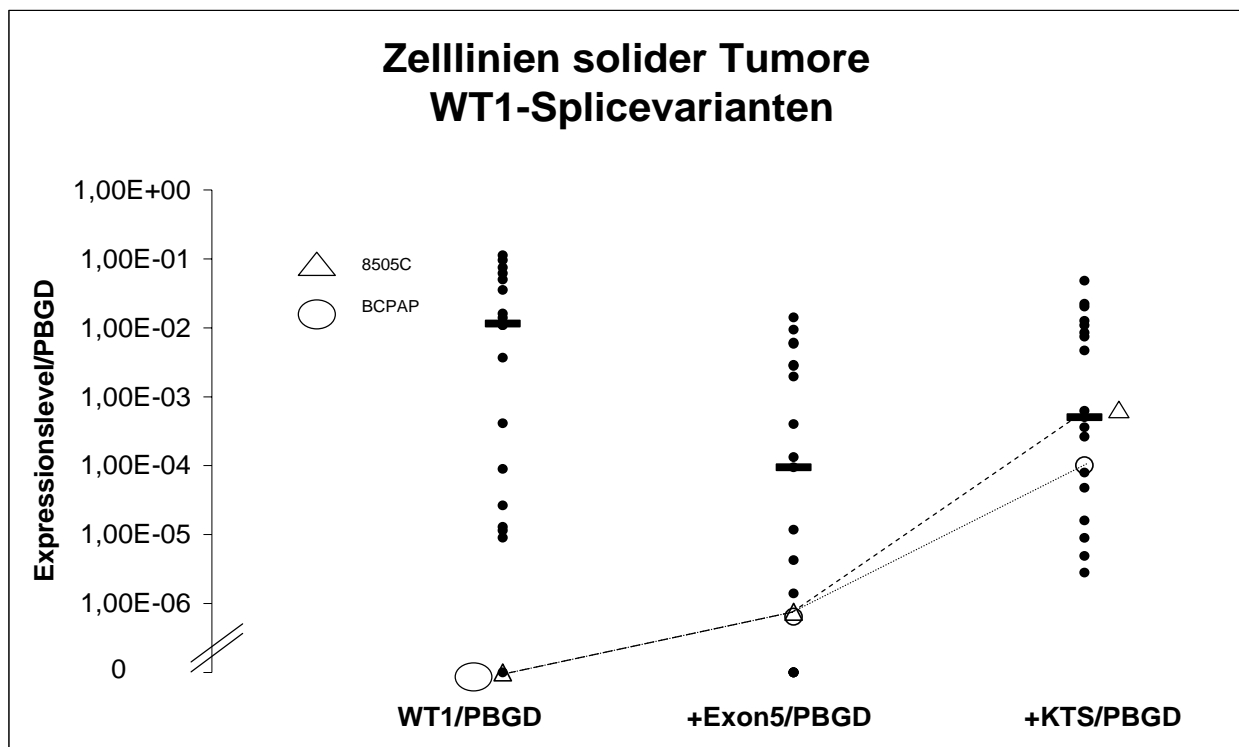 Zelllinien solider Tumore
WT1-Splicevarianten
Expressionslevel/PBGD
1,00E+00
1,00E-01
1,00E-02
1,00E-03
1,00E-04
1,00E-05
1,00E-06
0
8505C
BCPAP
WT1/PBGD
+Exon5/PBGD
+KTS/PBGD